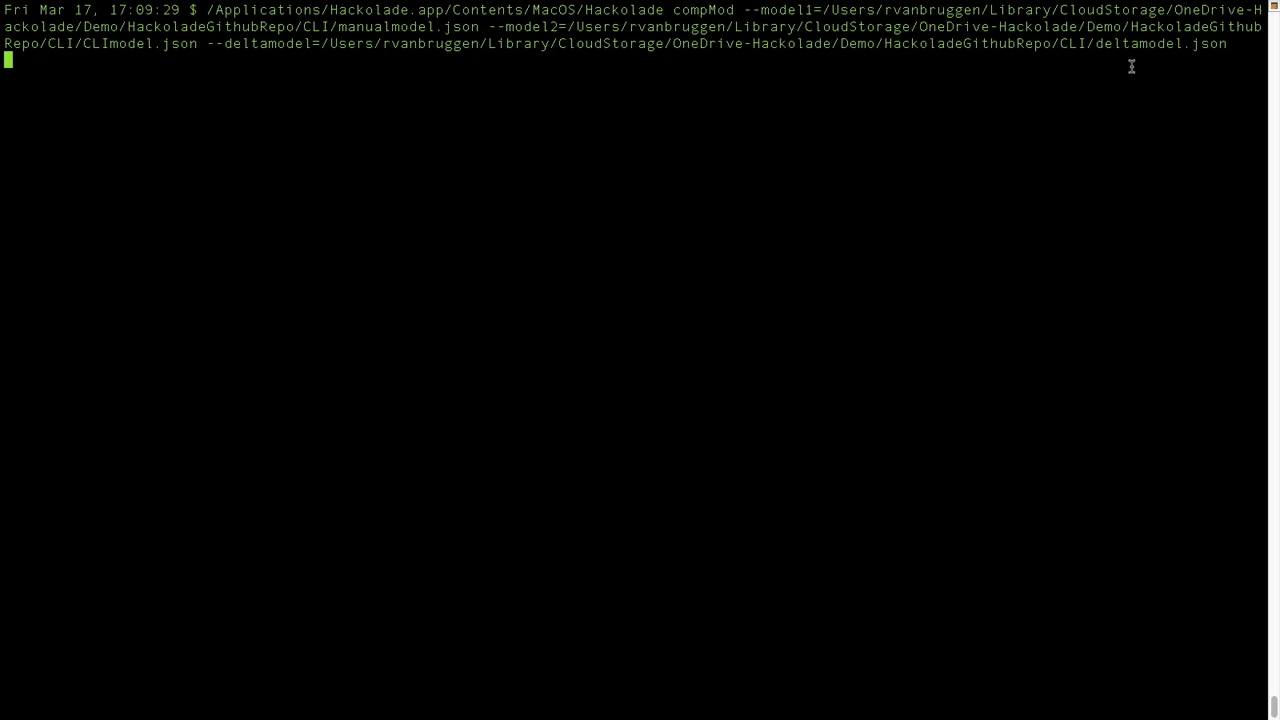 Fri Mar 17, 17:09:29 $ /Applications/Hackolade.app/Contents/MacOS/Hackolade compMod --model1=/Users/rvanbruggen/Library/CloudStorage/OneDrive-H
ackolade/Demo/HackoladeGithubRepo/CLI/manualmodel.json --model2=/Users/rvanbruggen/Library/CloudStorage/OneDrive-Hackolade/Demo/HackoladeGithub
Repo/CLI/CLImodel.json --deltamodel=/Users/rvanbruggen/Library/CloudStorage/OneDrive-Hackolade/Demo/HackoladeGithubRepo/CLI/deltamodel.json